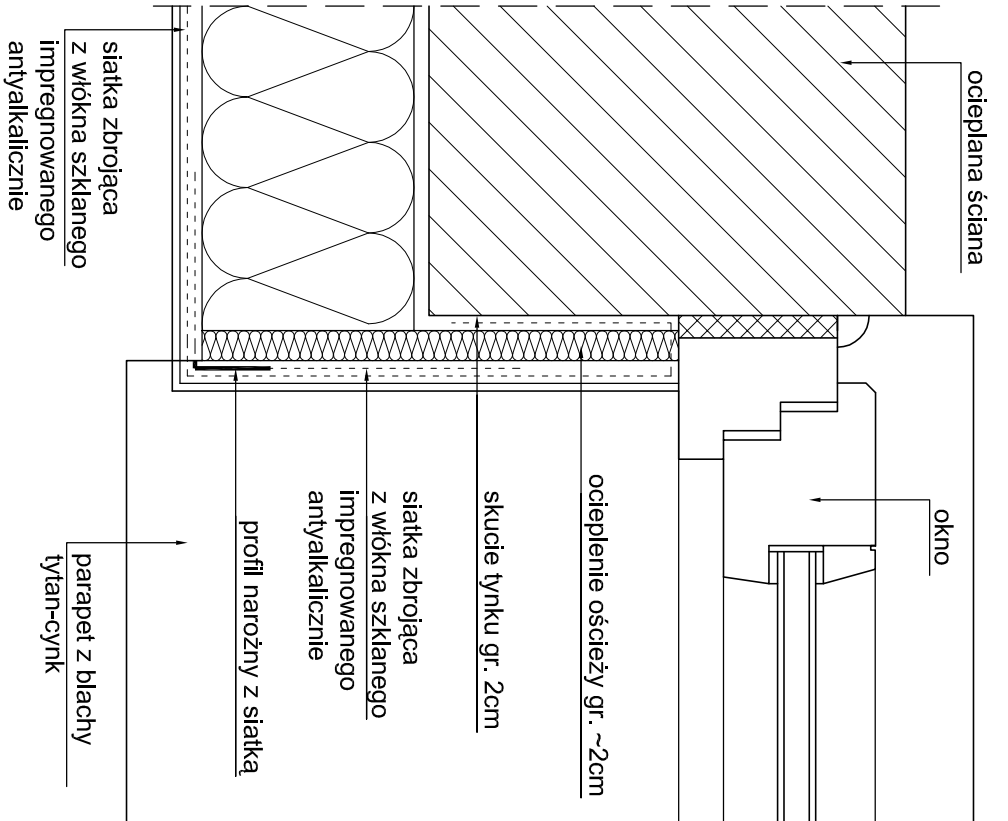 ocieplana ściana
okno
ocieplenie ościeży gr. ~2cm
skucie tynku gr. 2cm
siatka zbrojąca
z włókna szklanego
impregnowanego
antyalkalicznie
profil narożny z siatką
parapet z blachy
tytan-cynk
siatka zbrojąca
z włókna szklanego
impregnowanego
antyalkalicznie